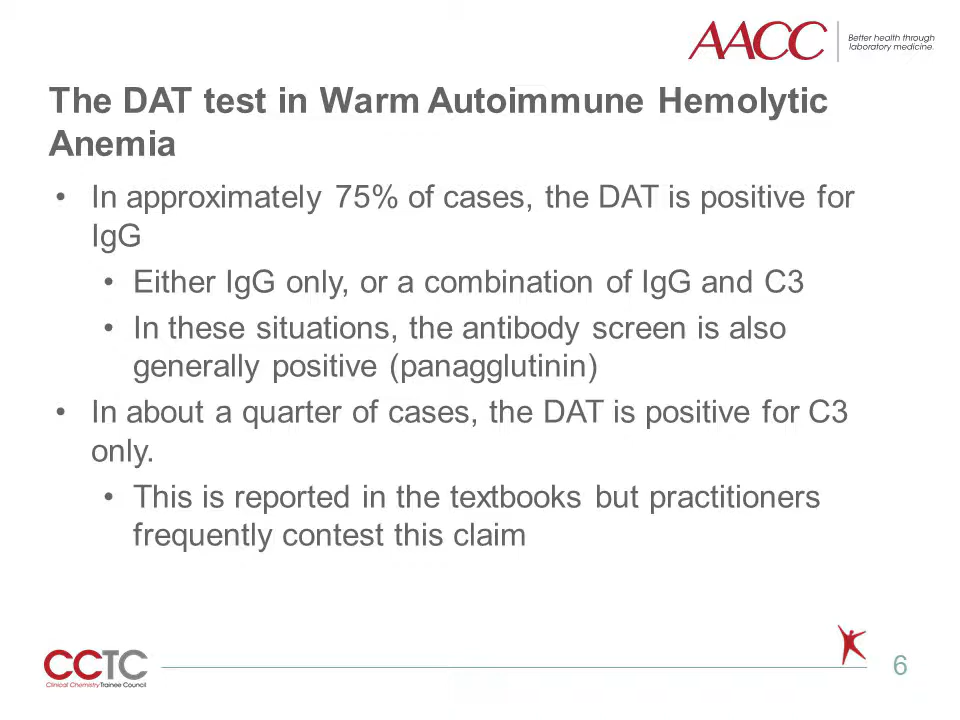 AACC
Better health through
laboratory medicine.
The DAT test in Warm Autoimmune Hemolytic
Anemia
• In approximately 75% of cases, the DAT is positive for
IgG
• Either IgG only, or a combination of IgG and C3
• In these situations, the antibody screen is also
generally positive (panagglutinin)
• In about a quarter of cases, the DAT is positive for C3
only.
• This is reported in the textbooks but practitioners
frequently contest this claim
CCTC
Clinical Chemistry Trainee Council
6